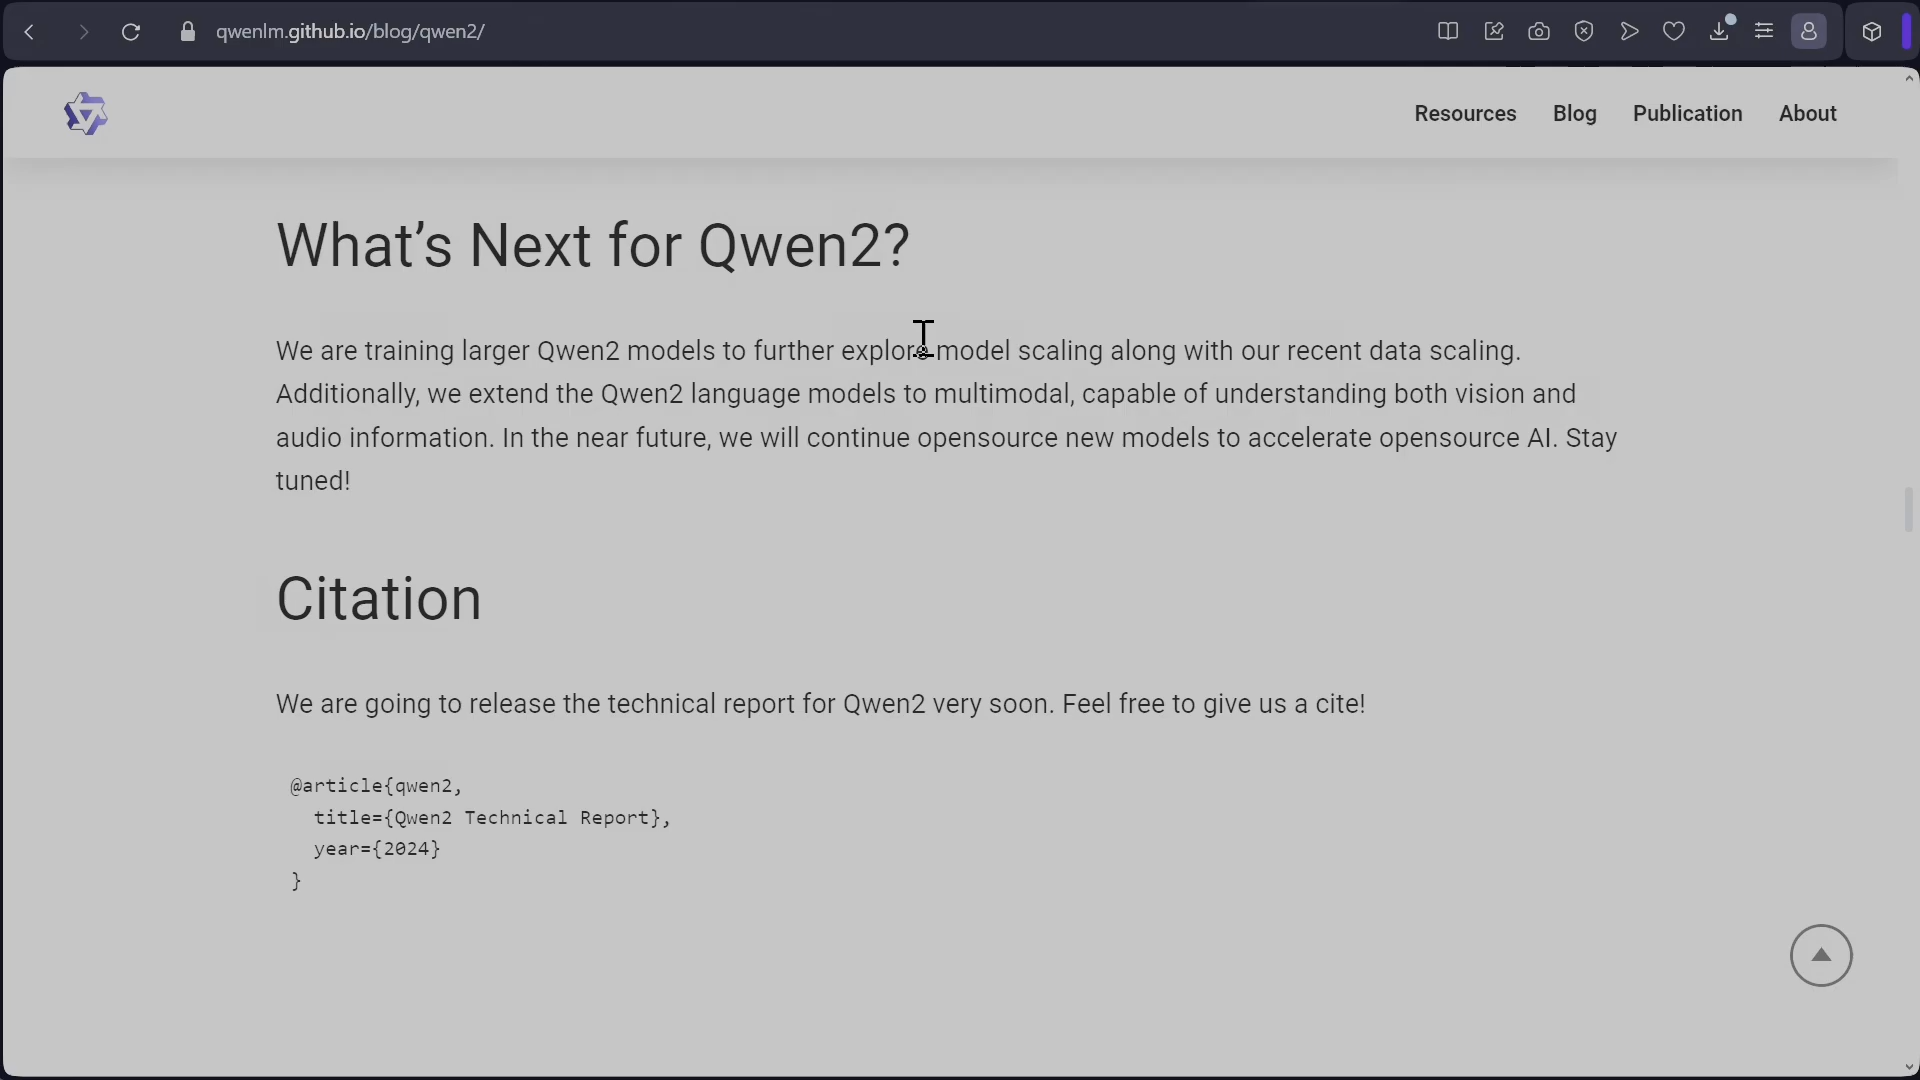 qwenlm.github.io/blog/qwen2/
Resources Blog Publication About
What’s Next for Qwen2?
We are training larger Qwen2 models to further explore model scaling along with our recent data scaling.
Additionally, we extend the Qwen2 language models to multimodal, capable of understanding both vision and
audio information. In the near future, we will continue opensource new models to accelerate opensource AI. Stay
tuned!
Citation
We are going to release the technical report for Qwen2 very soon. Feel free to give us a cite!
@article{qwen2,
  title={Qwen2 Technical Report},
  year={2024}
}